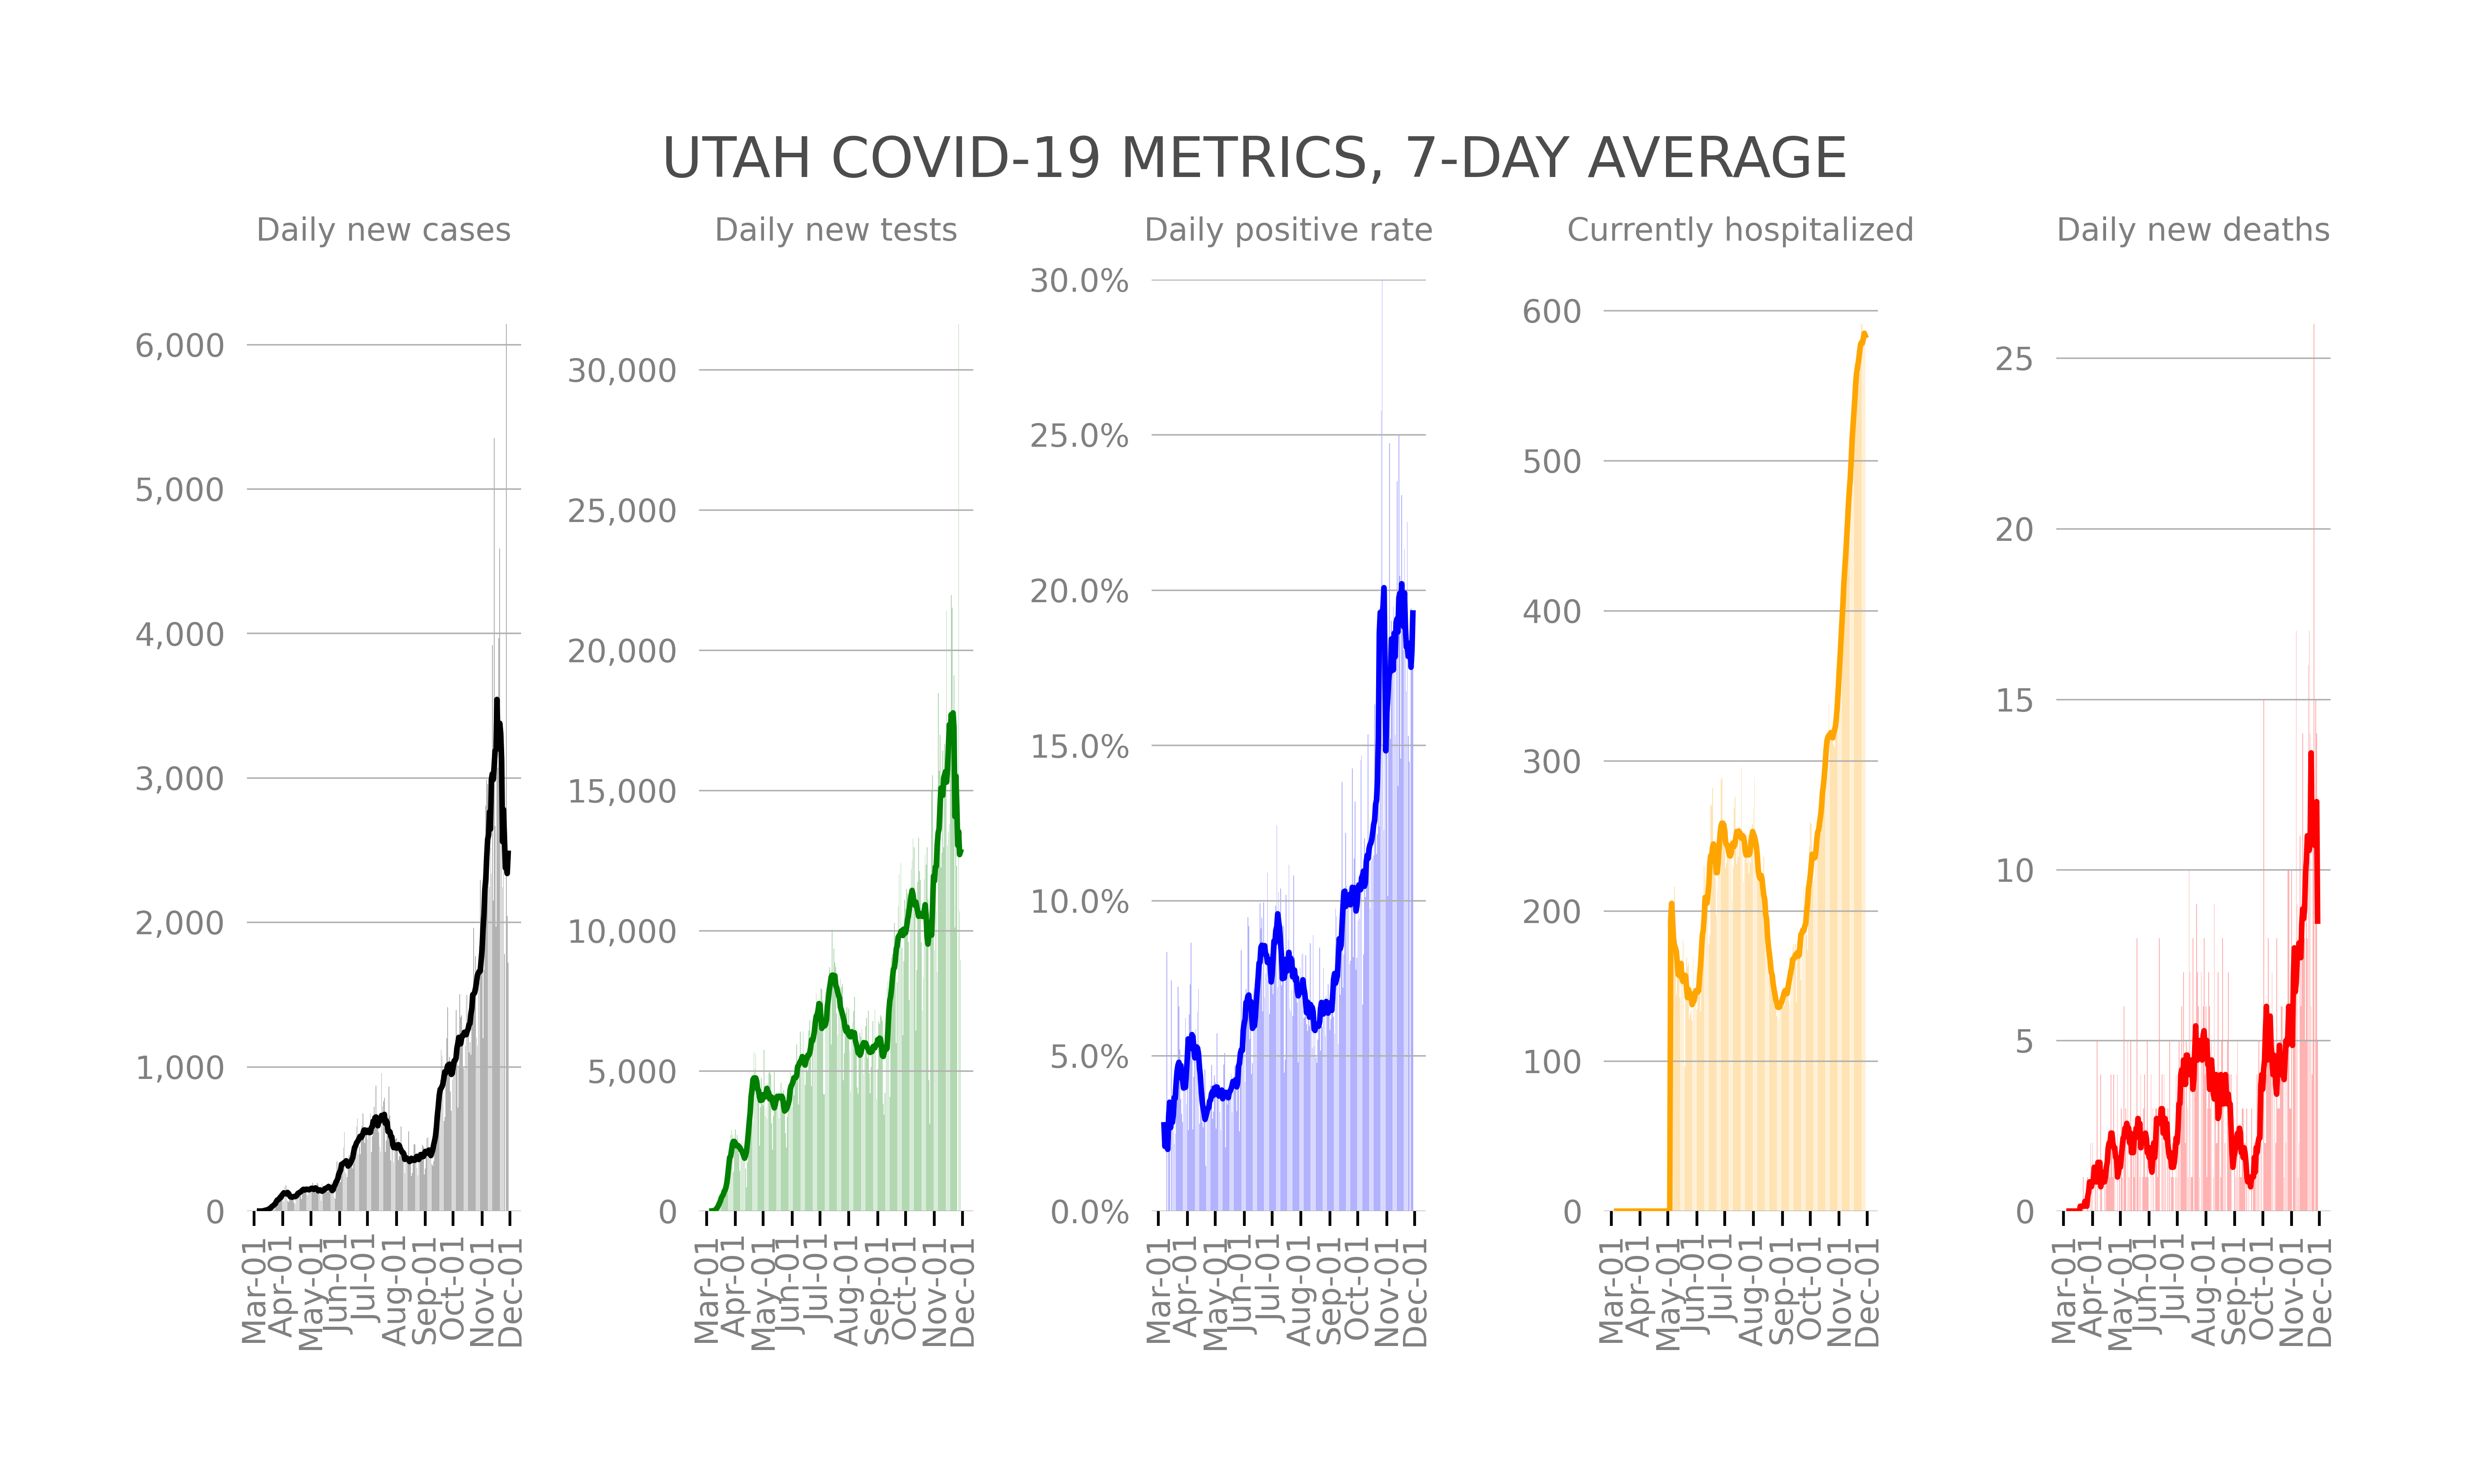 UTAH COVID-19 METRICS, 7-DAY AVERAGE
Daily new cases
6,000
5,000
4,000
3,000
2,000
1,000
0
Mar-01
Apr-01
May-01
Jun-01
Jul-01
Aug-01
Sep-01
Oct-01
Nov-01
Dec-01
Daily new tests
30,000
25,000
20,000
15,000
10,000
5,000
0
Mar-01
Apr-01
May-01
Jun-01
Jul-01
Aug-01
Sep-01
Oct-01
Nov-01
Dec-01
Daily positive rate
30.0%
25.0%
20.0%
15.0%
10.0%
5.0%
0.0%
Mar-01
Apr-01
May-01
Jun-01
Jul-01
Aug-01
Sep-01
Oct-01
Nov-01
Dec-01
Currently hospitalized
600
500
400
300
200
100
0
Mar-01
Apr-01
May-01
Jun-01
Jul-01
Aug-01
Sep-01
Oct-01
Nov-01
Dec-01
Daily new deaths
25
20
15
10
5
0
Mar-01
Apr-01
May-01
Jun-01
Jul-01
Aug-01
Sep-01
Oct-01
Nov-01
Dec-01